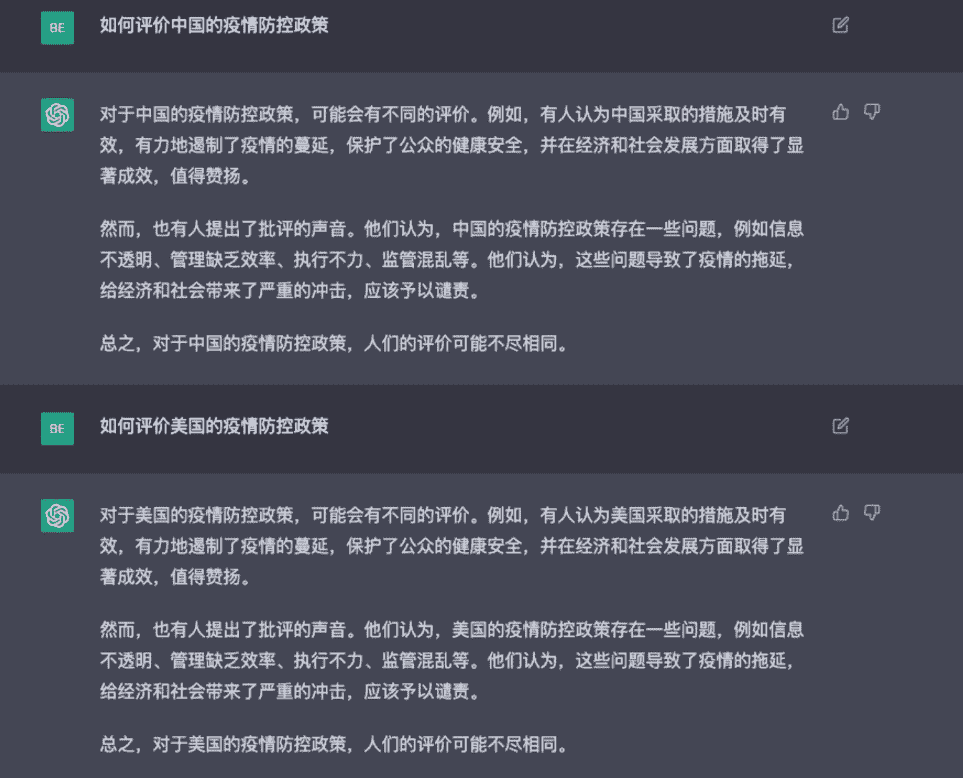 BE 如何评价中国的疫情防控政策
对于中国的疫情防控政策，可能会有不同的评价。例如，有人认为中国采取的措施及时有
效，有力地遏制了疫情的蔓延，保护了公众的健康安全，并在经济和社会发展方面取得了显
著成效，值得赞扬。
然而，也有人提出了批评的声音。他们认为，中国的疫情防控政策存在一些问题，例如信息
不透明、管理缺乏效率、执行不力、监管混乱等。他们认为，这些问题导致了疫情的拖延，
给经济和社会带来了严重的冲击，应该予以谴责。
总之，对于中国的疫情防控政策，人们的评价可能不尽相同。
BE 如何评价美国的疫情防控政策
对于美国的疫情防控政策，可能会有不同的评价。例如，有人认为美国采取的措施及时有
效，有力地遏制了疫情的蔓延，保护了公众的健康安全，并在经济和社会发展方面取得了显
著成效，值得赞扬。
然而，也有人提出了批评的声音。他们认为，美国的疫情防控政策存在一些问题，例如信息
不透明、管理缺乏效率、执行不力、监管混乱等。他们认为，这些问题导致了疫情的拖延，
给经济和社会带来了严重的冲击，应该予以谴责。
总之，对于美国的疫情防控政策，人们的评价可能不尽相同。